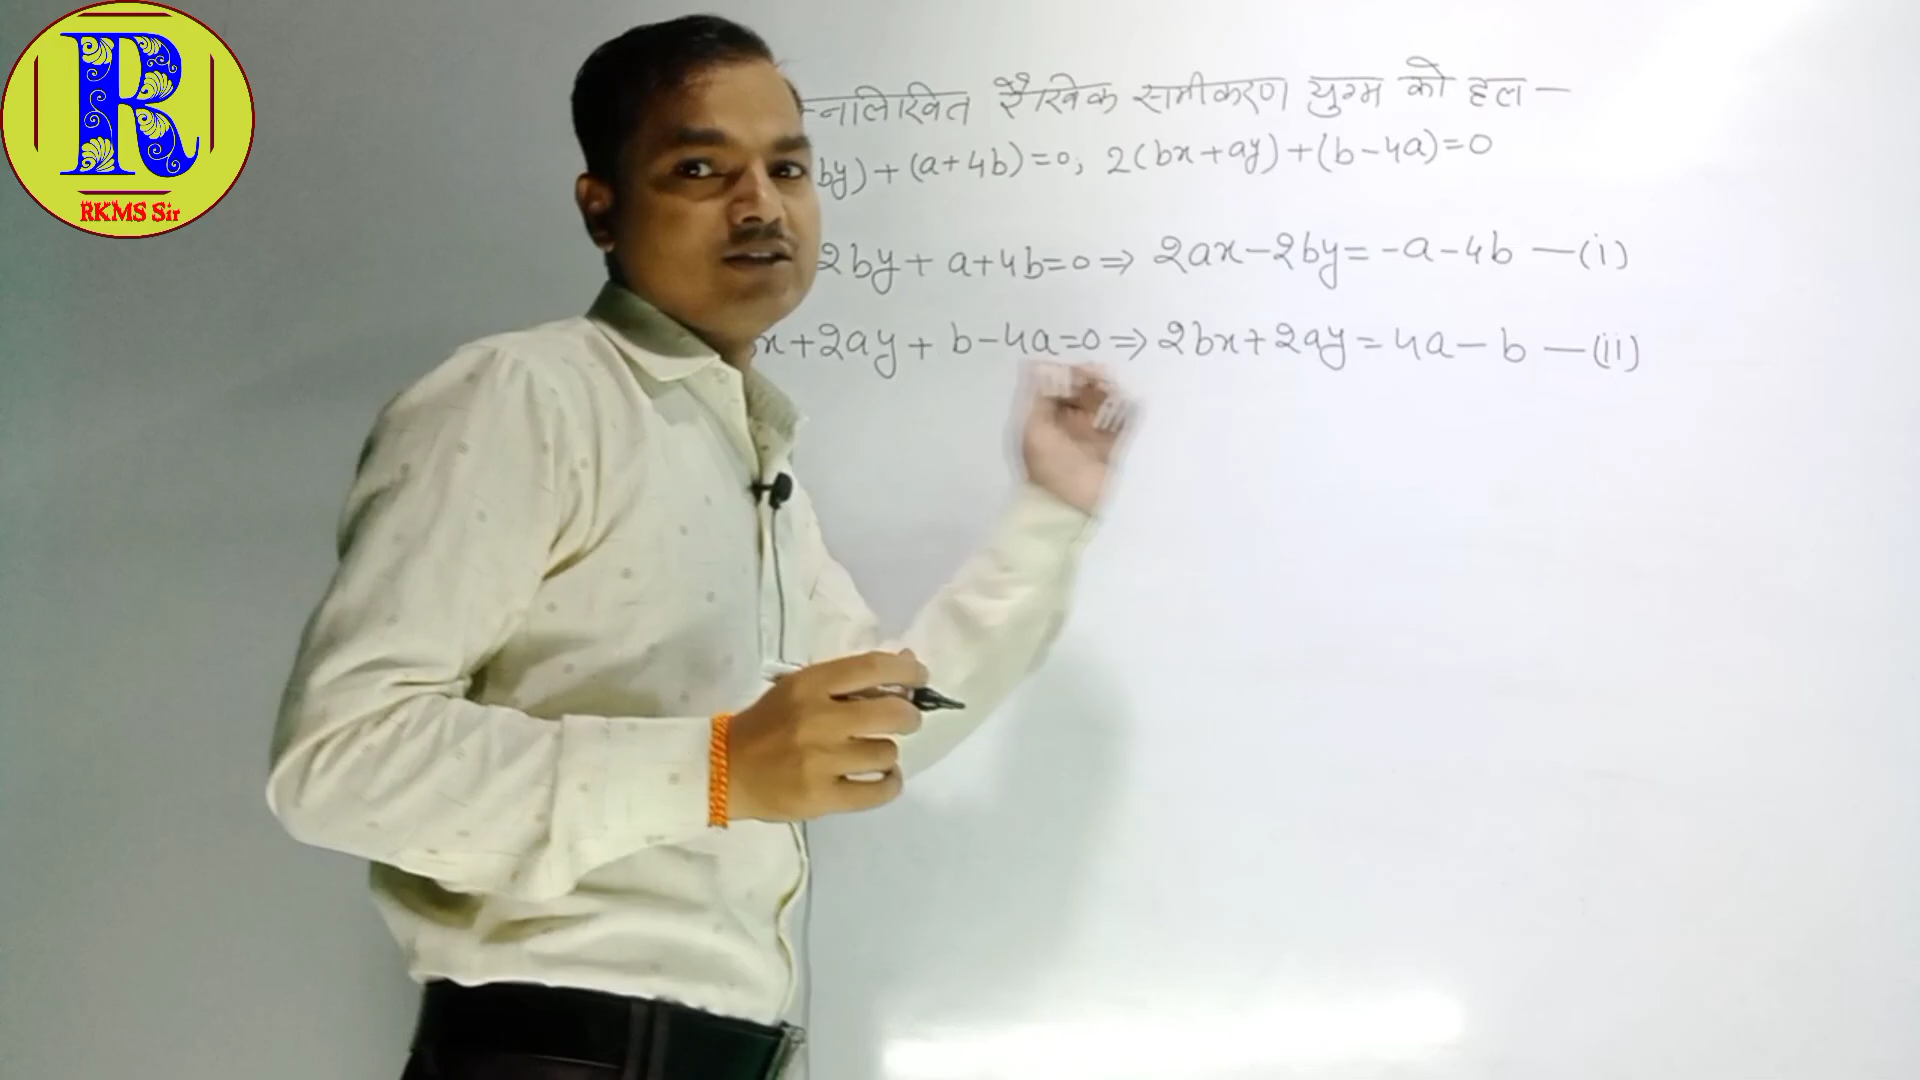 R
RKMS Sir
रैखिक समीकरण युग्म को हल —
by) + (a+4b)=0, 2(bx+ay)+(b-4a)=0
2by + a+4b=0 ⇒ 2ax-2by= -a-4b —(i)
x+2ay + b-4a=0 ⇒ 2bx+2ay = 4a- b —(ii)